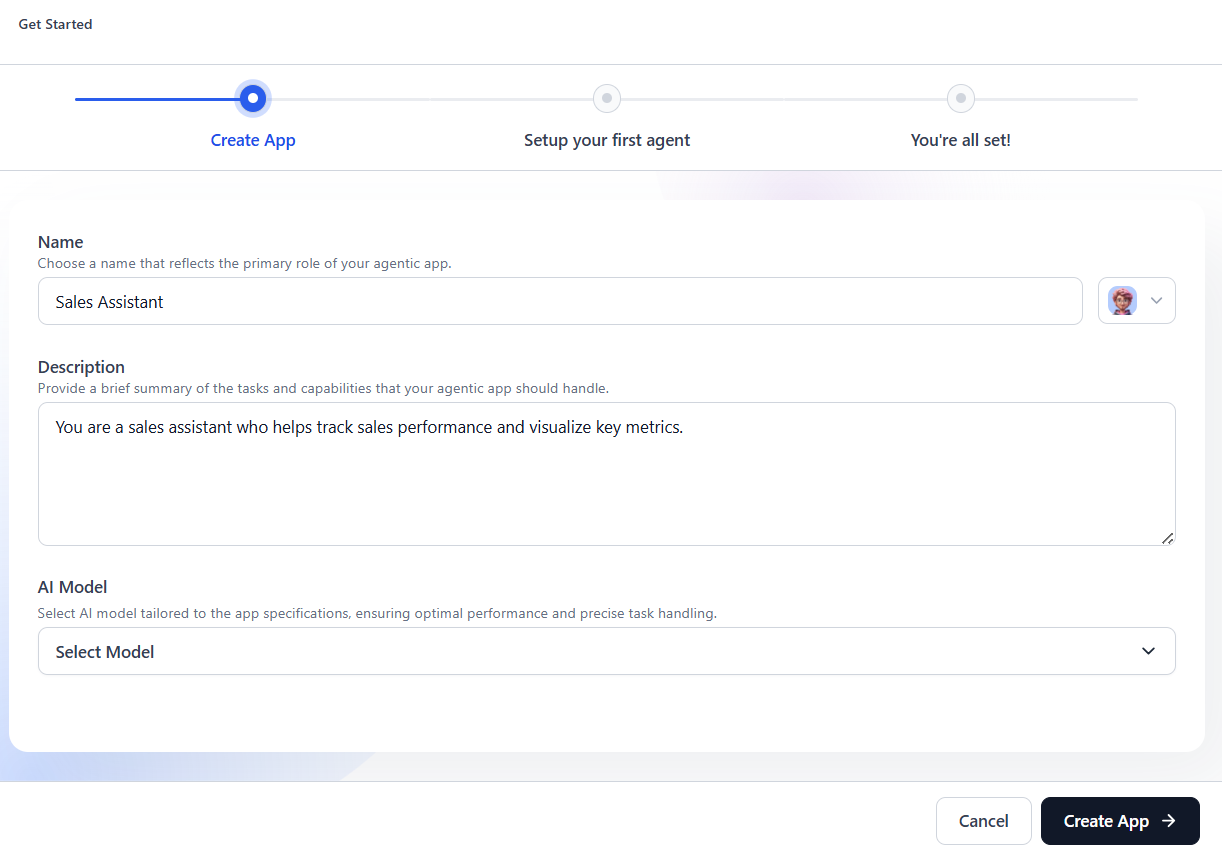 Get Started
Create App
Setup your first agent
You're all set!
Name
Choose a name that reflects the primary role of your agentic app.
Sales Assistant
Description
Provide a brief summary of the tasks and capabilities that your agentic app should handle.
You are a sales assistant who helps track sales performance and visualize key metrics.
AI Model
Select AI model tailored to the app specifications, ensuring optimal performance and precise task handling.
Select Model
Cancel
Create App